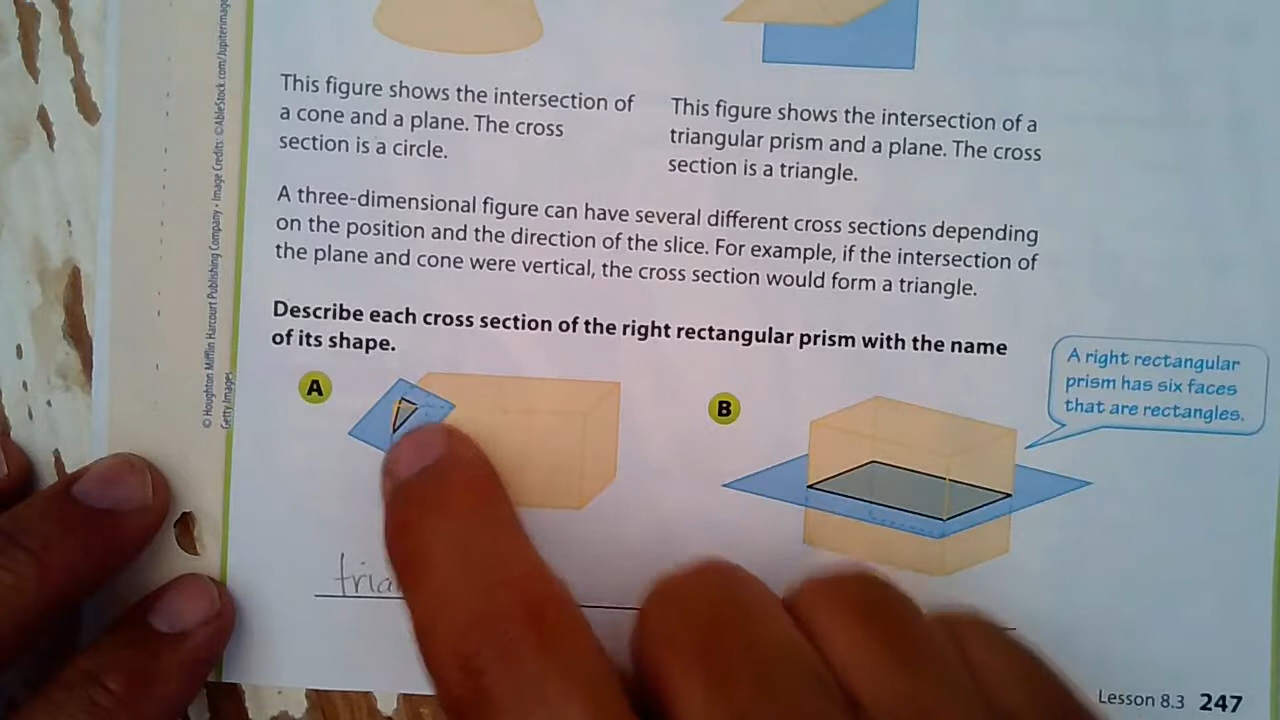 © Houghton Mifflin Harcourt Publishing Company • Image Credits: ©AbleStock.com/Jupiterimages
Getty Images
This figure shows the intersection of
a cone and a plane. The cross
section is a circle.
This figure shows the intersection of a
triangular prism and a plane. The cross
section is a triangle.
A three-dimensional figure can have several different cross sections depending
on the position and the direction of the slice. For example, if the intersection of
the plane and cone were vertical, the cross section would form a triangle.
Describe each cross section of the right rectangular prism with the name
of its shape.
A
B
A right rectangular
prism has six faces
that are rectangles.
tria
Lesson 8.3 247